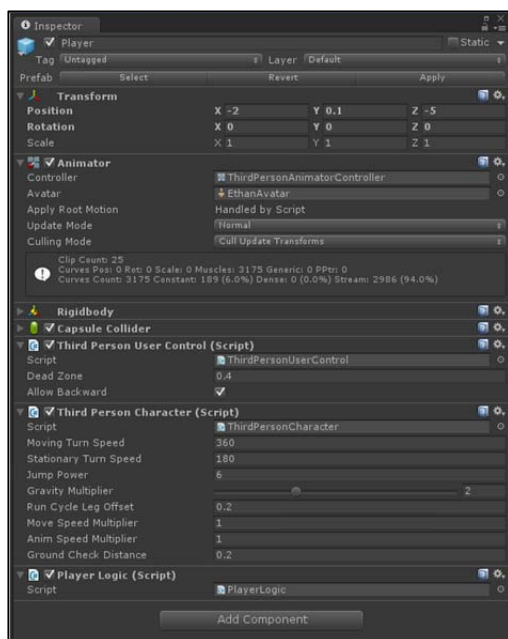 Inspector
Player Static
Tag Untagged Layer Default
Prefab Select Revert Apply
Transform
Position X -2 Y 0.1 Z -5
Rotation X 0 Y 0 Z 0
Scale X 1 Y 1 Z 1
Animator
Controller ThirdPersonAnimatorController
Avatar EthanAvatar
Apply Root Motion Handled by Script
Update Mode Normal
Culling Mode Cull Update Transforms
Clip Count: 25
Curves Pos: 0 Rot: 0 Scale: 0 Muscles: 3175 Generic: 0 PPtr: 0
Curves Count: 3175 Constant: 189 (6.0%) Dense: 0 (0.0%) Stream: 2986 (94.0%)
Rigidbody
Capsule Collider
Third Person User Control (Script)
Script ThirdPersonUserControl
Dead Zone 0.4
Allow Backward
Third Person Character (Script)
Script ThirdPersonCharacter
Moving Turn Speed 360
Stationary Turn Speed 180
Jump Power 6
Gravity Multiplier 2
Run Cycle Leg Offset 0.2
Move Speed Multiplier 1
Anim Speed Multiplier 1
Ground Check Distance 0.2
Player Logic (Script)
Script PlayerLogic
Add Component